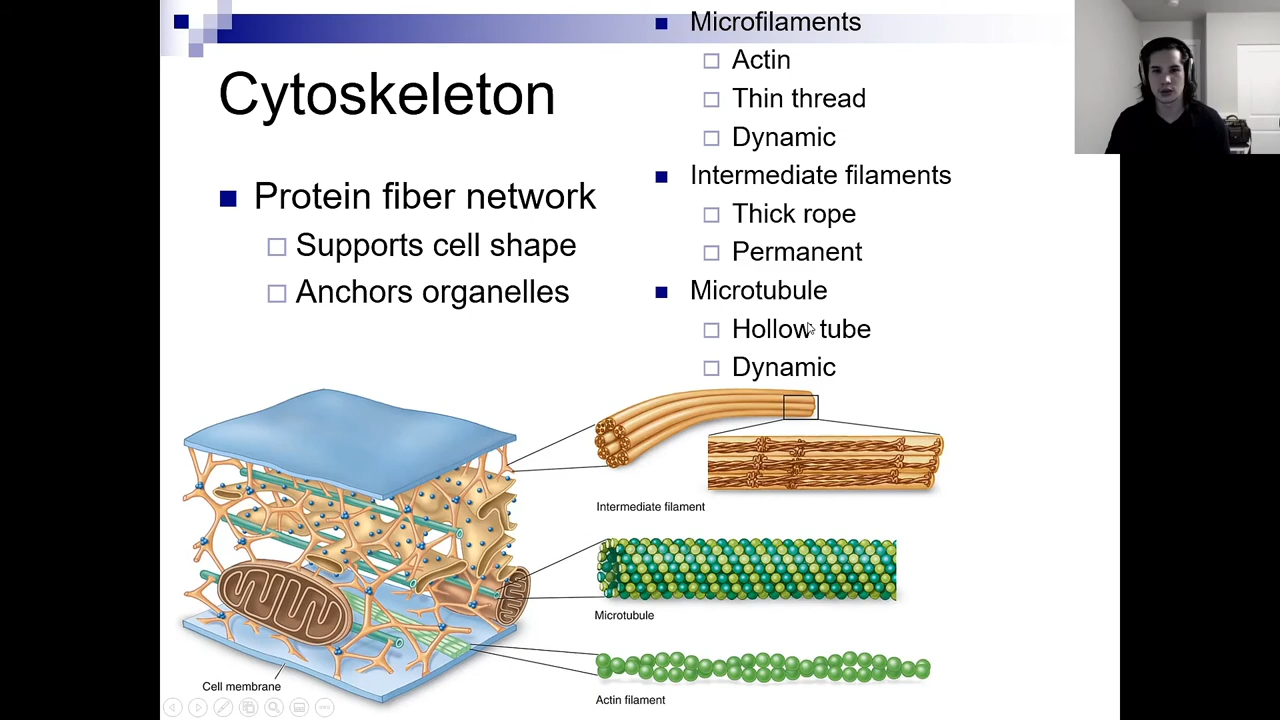 Cytoskeleton
Protein fiber network
Supports cell shape
Anchors organelles
Microfilaments
Actin
Thin thread
Dynamic
Intermediate filaments
Thick rope
Permanent
Microtubule
Hollow tube
Dynamic
Intermediate filament
Microtubule
Cell membrane
Actin filament